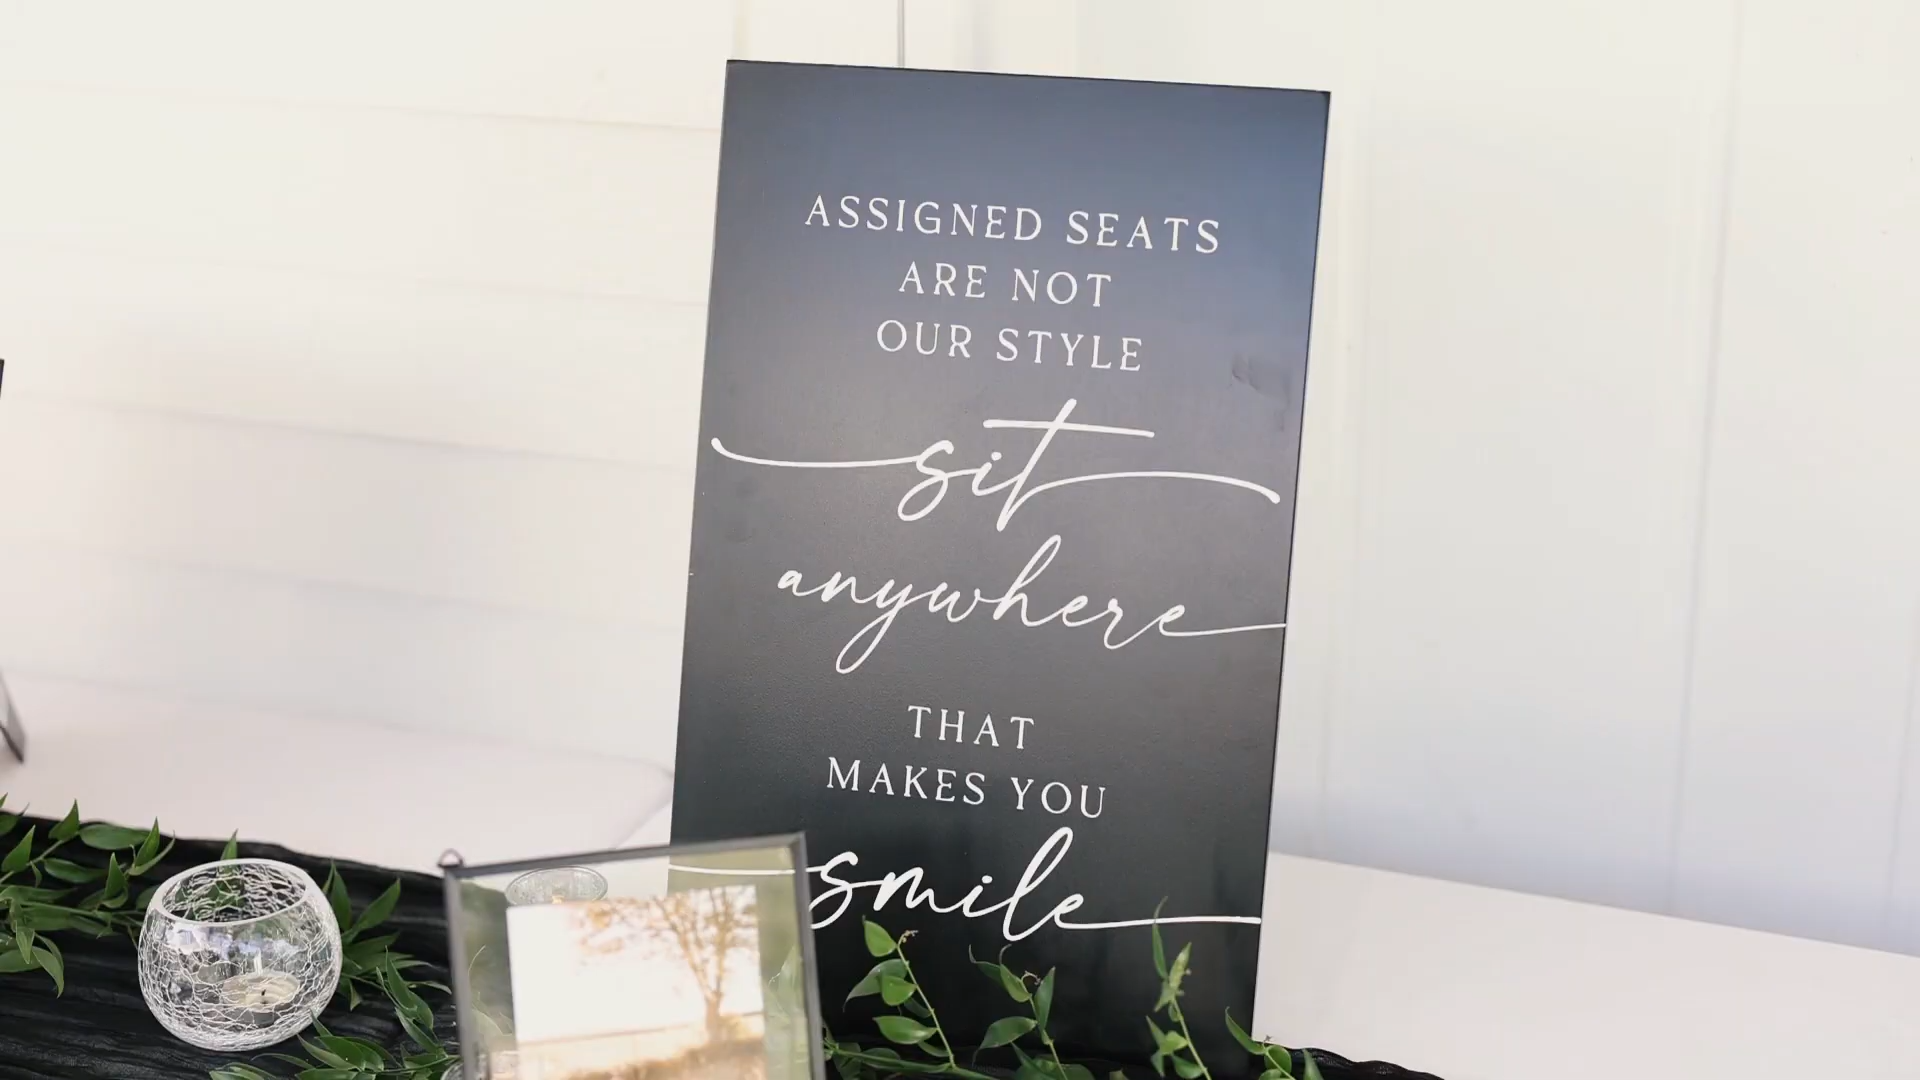 ASSIGNED SEATS
ARE NOT
OUR STYLE
sit
anywhere
THAT
MAKES YOU
smile